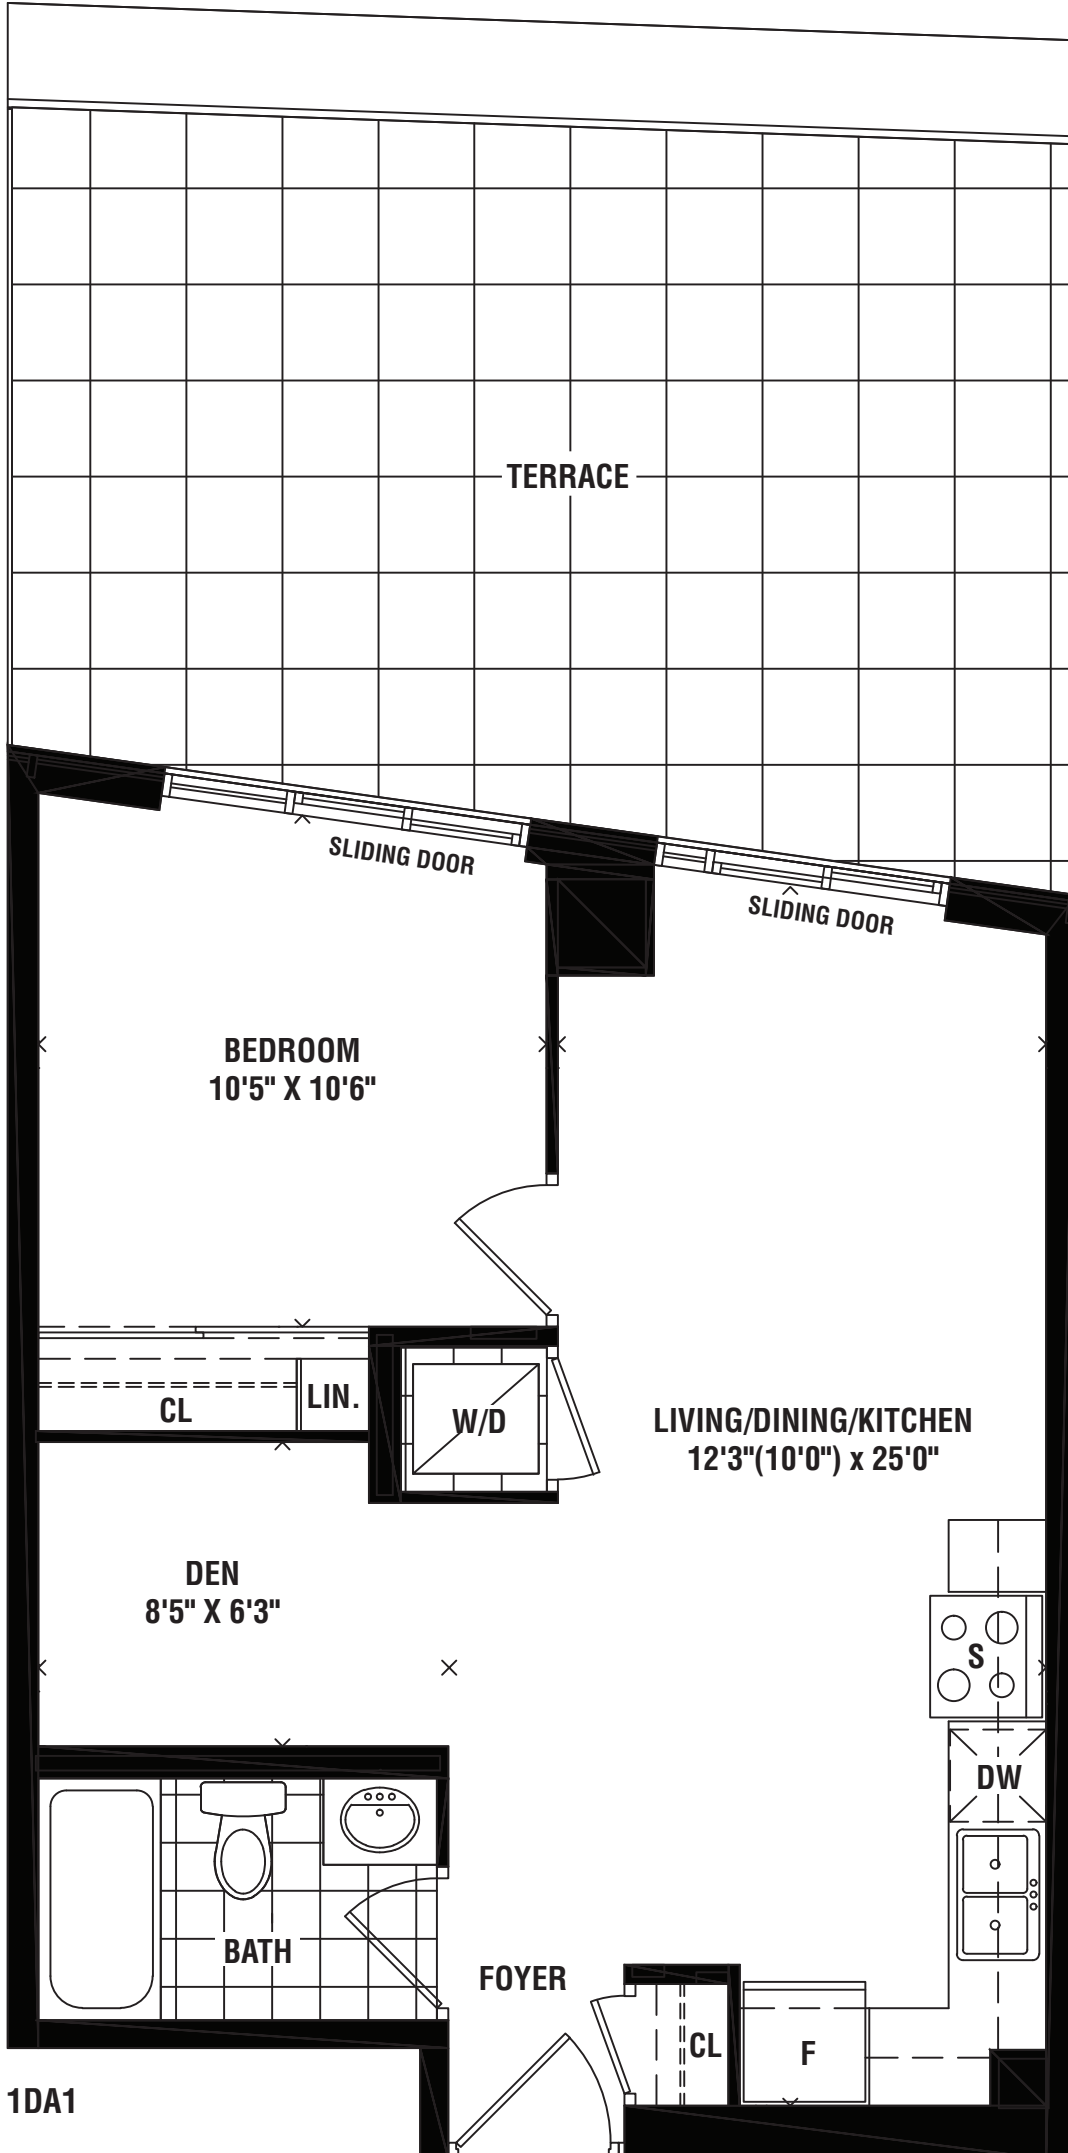 TERRACE
SLIDING DOOR
SLIDING DOOR
BEDROOM
10'5" X 10'6"
CL
LIN.
W/D
LIVING/DINING/KITCHEN
12'3"(10'0") x 25'0"
DEN
8'5" X 6'3"
S
DW
BATH
FOYER
CL
F
1DA1